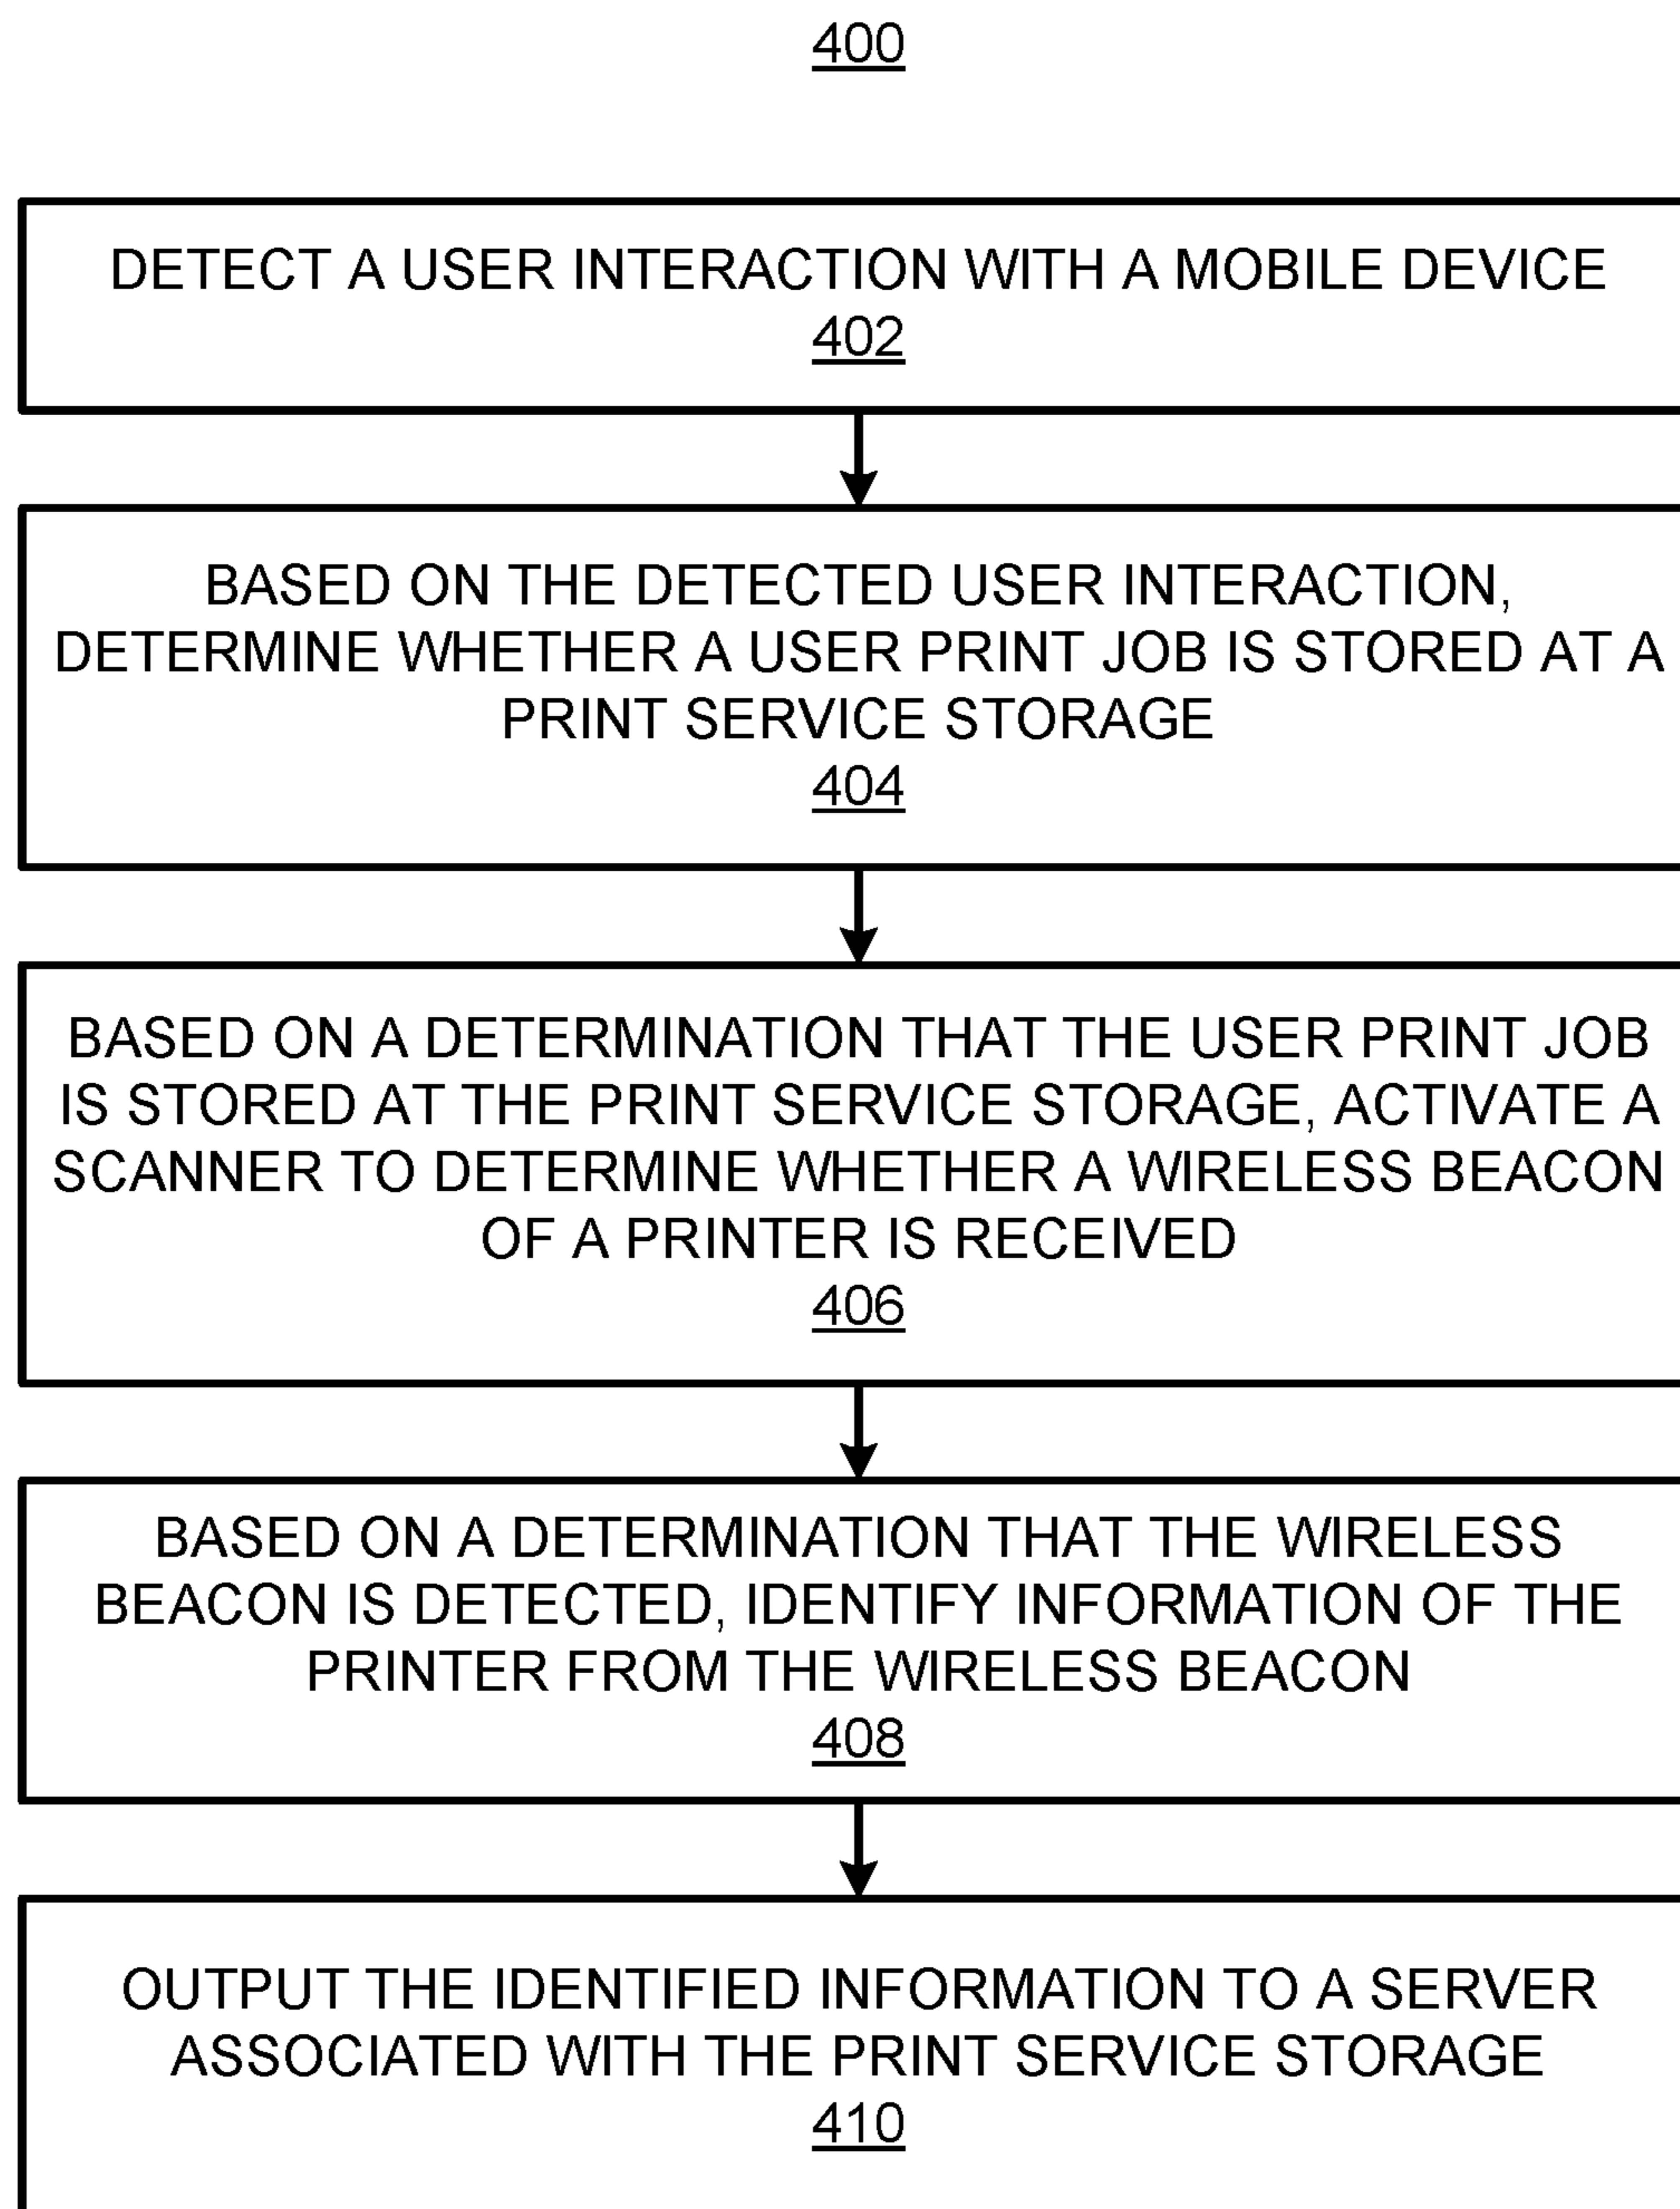 400
DETECT A USER INTERACTION WITH A MOBILE DEVICE
402
BASED ON THE DETECTED USER INTERACTION,
DETERMINE WHETHER A USER PRINT JOB IS STORED AT A
PRINT SERVICE STORAGE
404
BASED ON A DETERMINATION THAT THE USER PRINT JOB
IS STORED AT THE PRINT SERVICE STORAGE, ACTIVATE A
SCANNER TO DETERMINE WHETHER A WIRELESS BEACON
OF A PRINTER IS RECEIVED
406
BASED ON A DETERMINATION THAT THE WIRELESS
BEACON IS DETECTED, IDENTIFY INFORMATION OF THE
PRINTER FROM THE WIRELESS BEACON
408
OUTPUT THE IDENTIFIED INFORMATION TO A SERVER
ASSOCIATED WITH THE PRINT SERVICE STORAGE
410